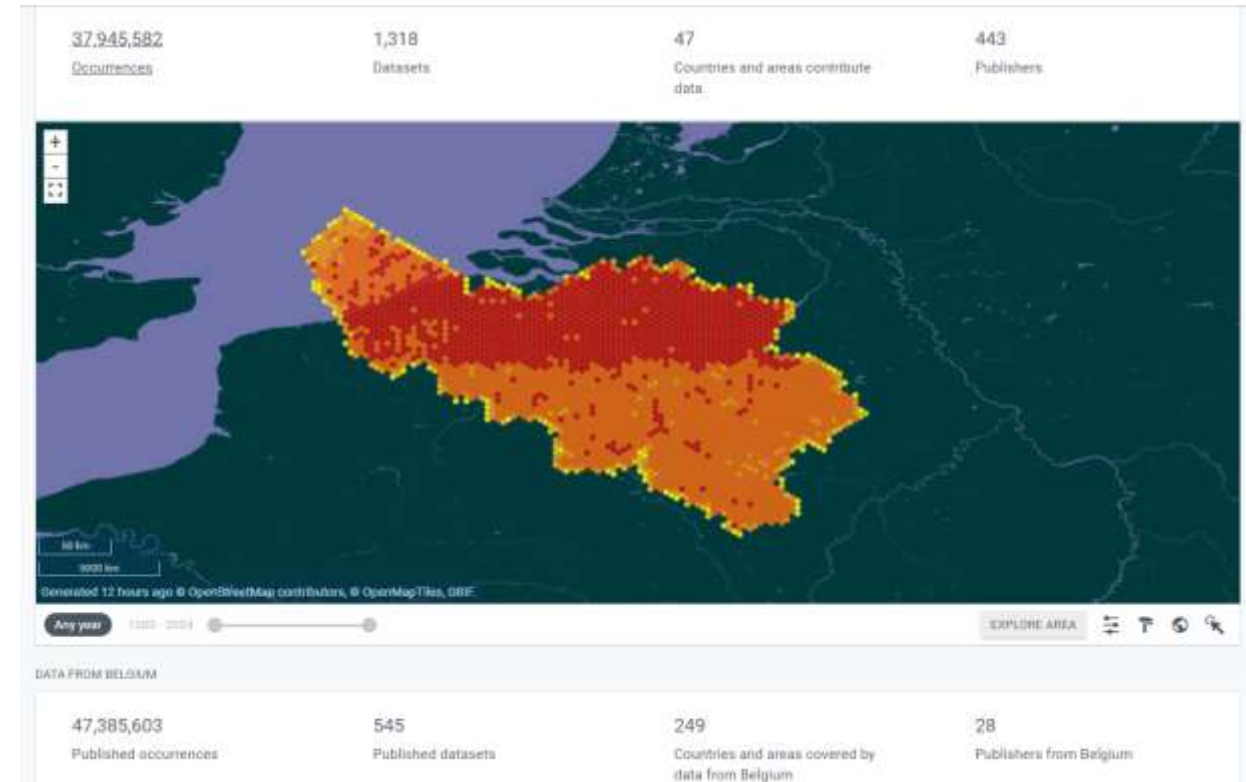 37,945,582
Occurrences
1,318
Datasets
47
Countries and areas contribute
data
443
Publishers
+
-
Generated 12 hours ago © OpenStreetMap contributors, © OpenMapTiles, GBIF.
Any year
EXPLORE AREA
DATA FROM BELGIUM
47,385,603
Published occurrences
545
Published datasets
249
Countries and areas covered by
data from Belgium
28
Publishers from Belgium